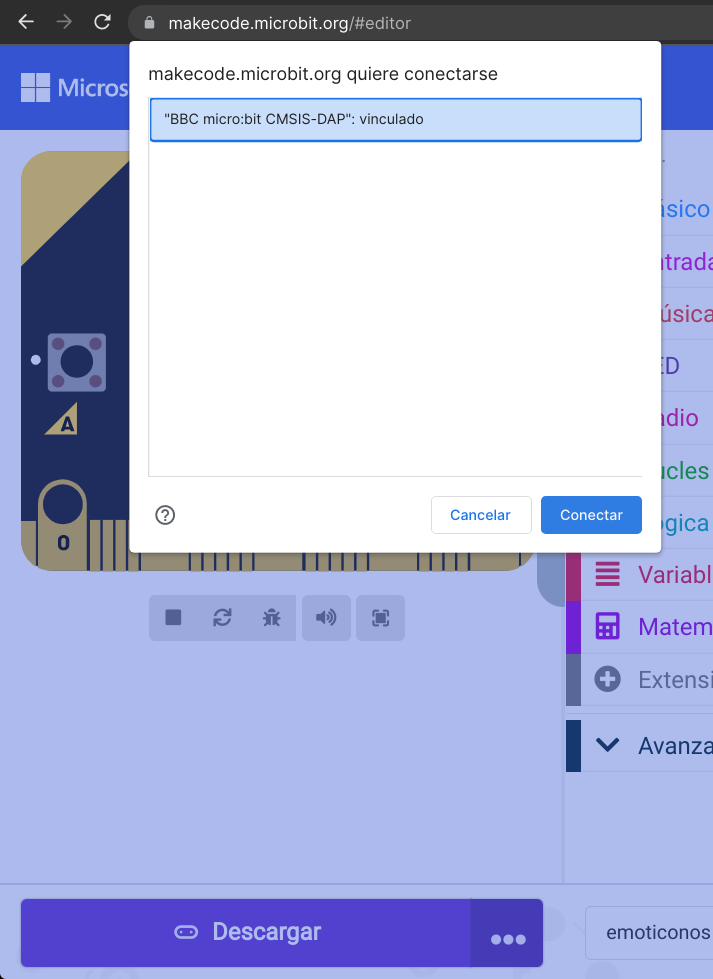 makecode.microbit.org/#editor
makecode.microbit.org quiere conectarse
"BBC micro:bit CMSIS-DAP": vinculado
Micros
ásico
ntrada
úsica
ED
adio
ucles
ógica
Variabl
Matem
Extensi
Avanza
A
0
Cancelar
Conectar
Descargar
emoticonos